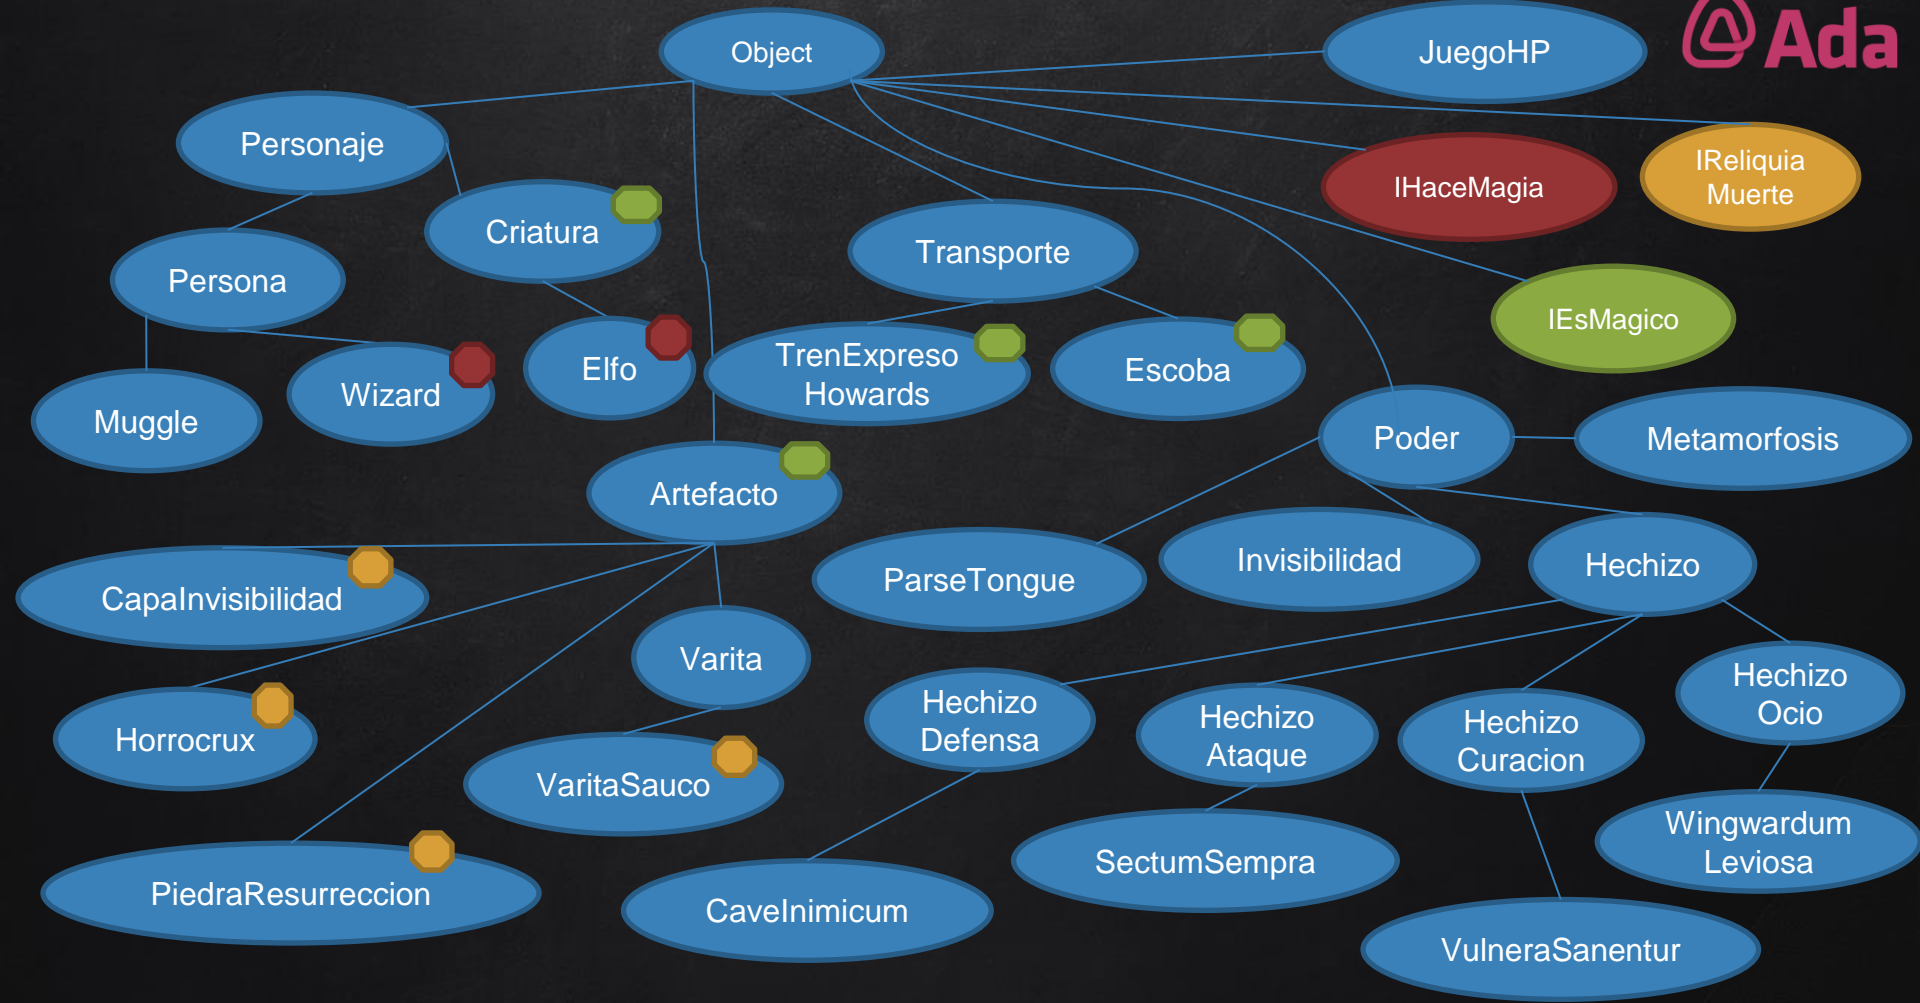 Object
JuegoHP
Ada
Personaje
IHaceMagia
IReliquia
Muerte
Criatura
Transporte
Persona
IEsMagico
TrenExpreso
Howards
Elfo
Escoba
Wizard
Muggle
Poder
Metamorfosis
Artefacto
Invisibilidad
Hechizo
ParseTongue
CapaInvisibilidad
Varita
Hechizo
Ocio
Hechizo
Defensa
Hechizo
Ataque
Hechizo
Curacion
Horrocrux
VaritaSauco
Wingwardum
Leviosa
SectumSempra
PiedraResurreccion
CaveInimicum
VulneraSanentur